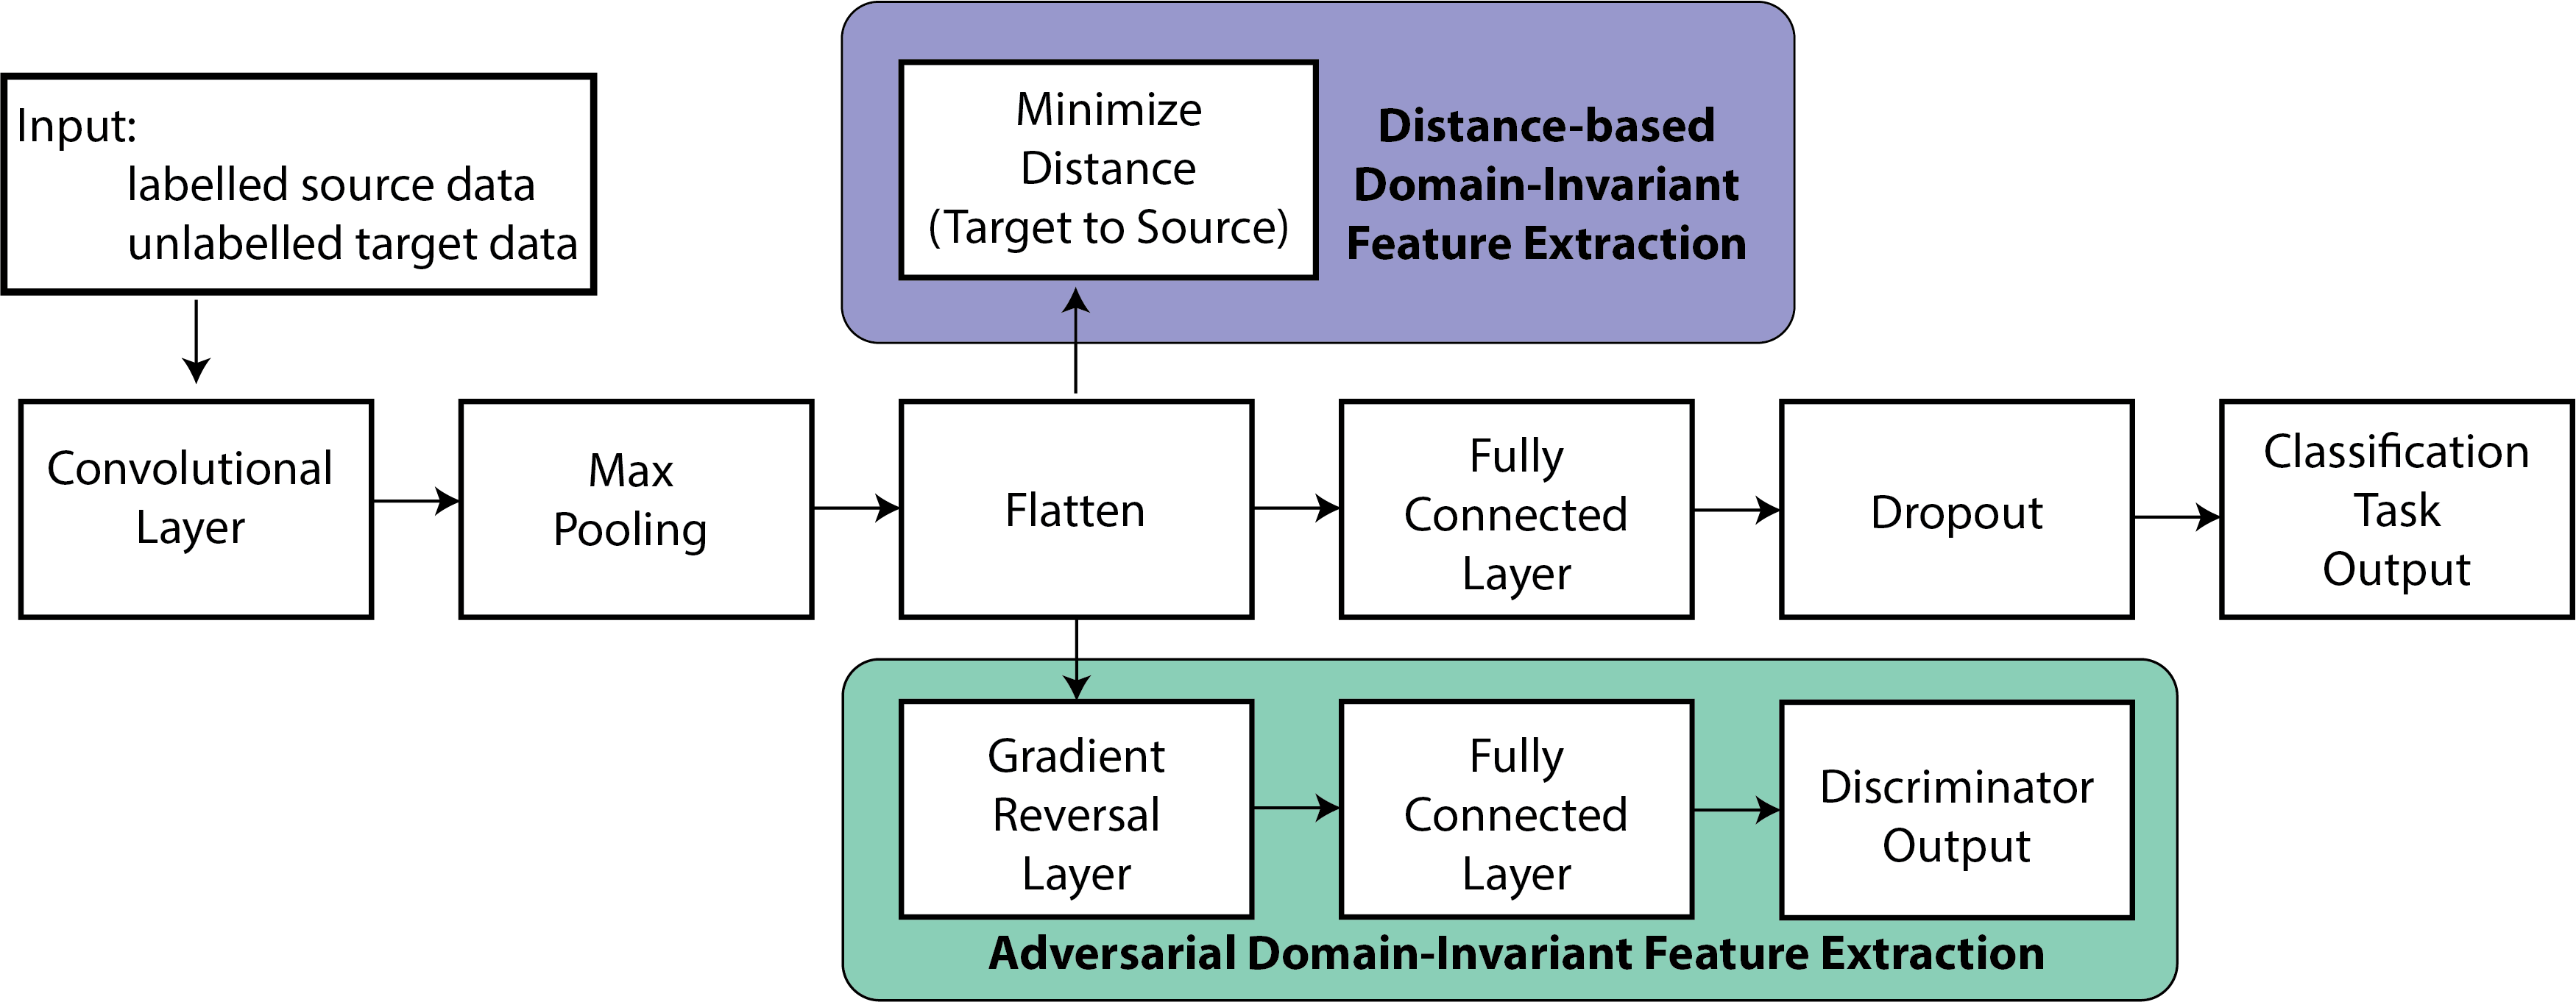 Input:
labelled source data
unlabelled target data
Minimize
Distance
(Target to Source)
Distance-based
Domain-Invariant
Feature Extraction
Convolutional
Layer
Max
Pooling
Flatten
Fully
Connected
Layer
Dropout
Classification
Task
Output
Gradient
Reversal
Layer
Fully
Connected
Layer
Discriminator
Output
Adversarial Domain-Invariant Feature Extraction